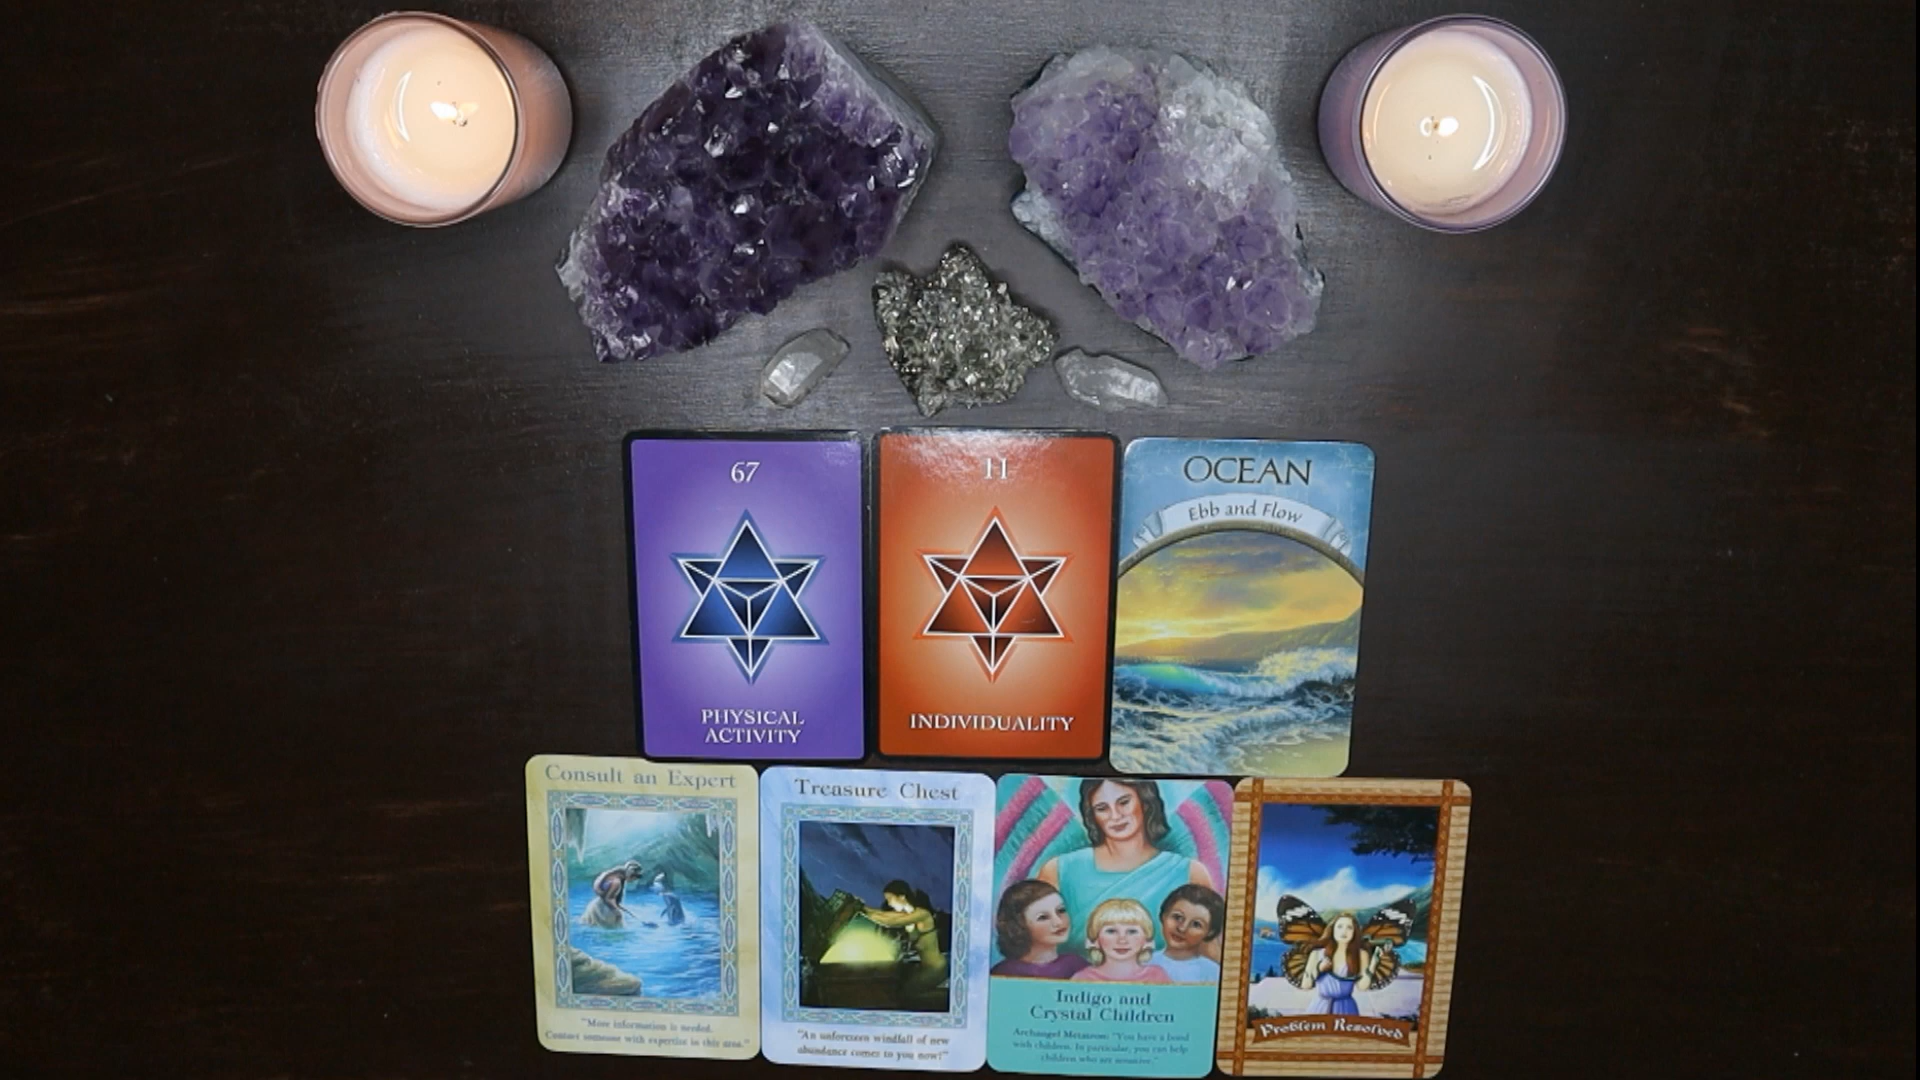 67
PHYSICAL
ACTIVITY
11
INDIVIDUALITY
OCEAN
Ebb and Flow
Consult an Expert
"More information is needed.
Contact someone with expertise in this area."
Treasure Chest
"An unforeseen windfall of new
abundance comes to you now!"
Indigo and
Crystal Children
Archangel Metatron: "You have a bond
with children. In particular, you can help
children who are sensitive."
Problem Resolved